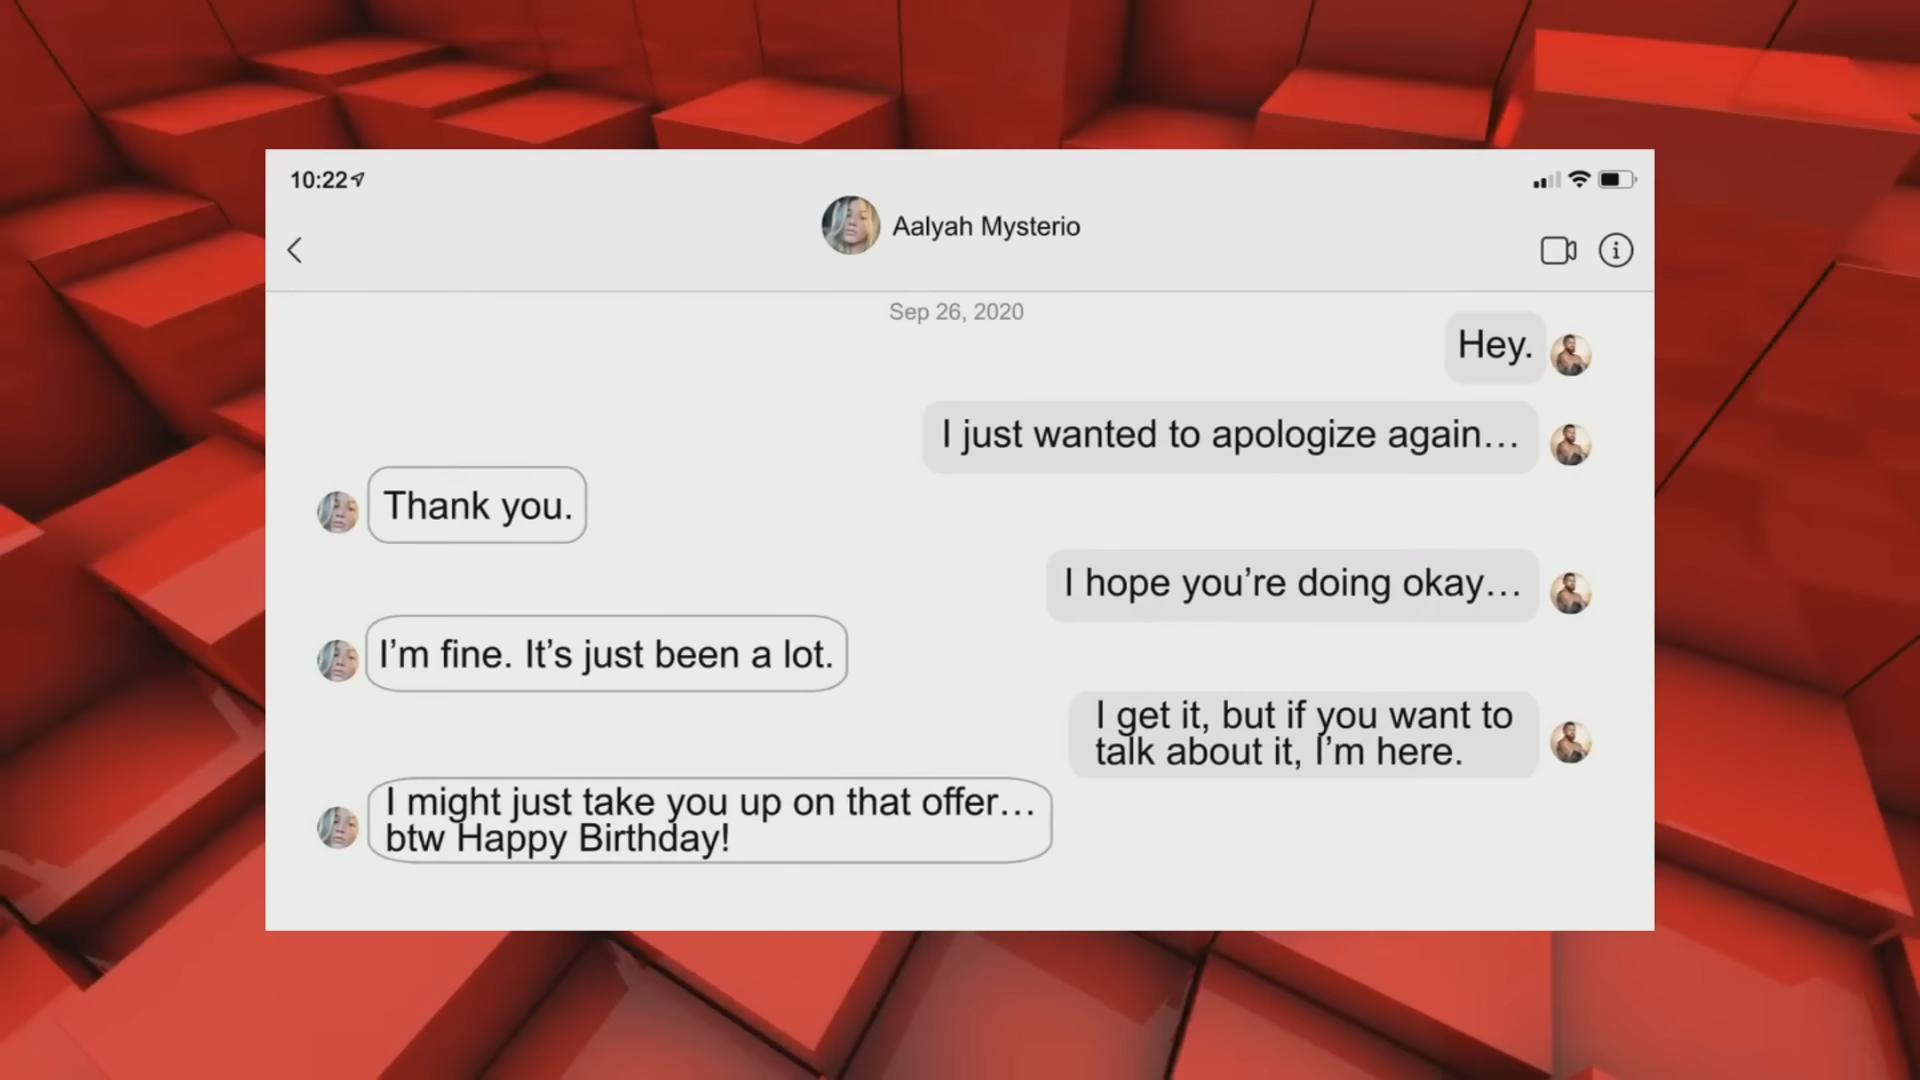 10:22
Aalyah Mysterio
Sep 26, 2020
Hey.
I just wanted to apologize again…
Thank you.
I hope you’re doing okay…
I’m fine. It’s just been a lot.
I get it, but if you want to
talk about it, I’m here.
I might just take you up on that offer…
btw Happy Birthday!